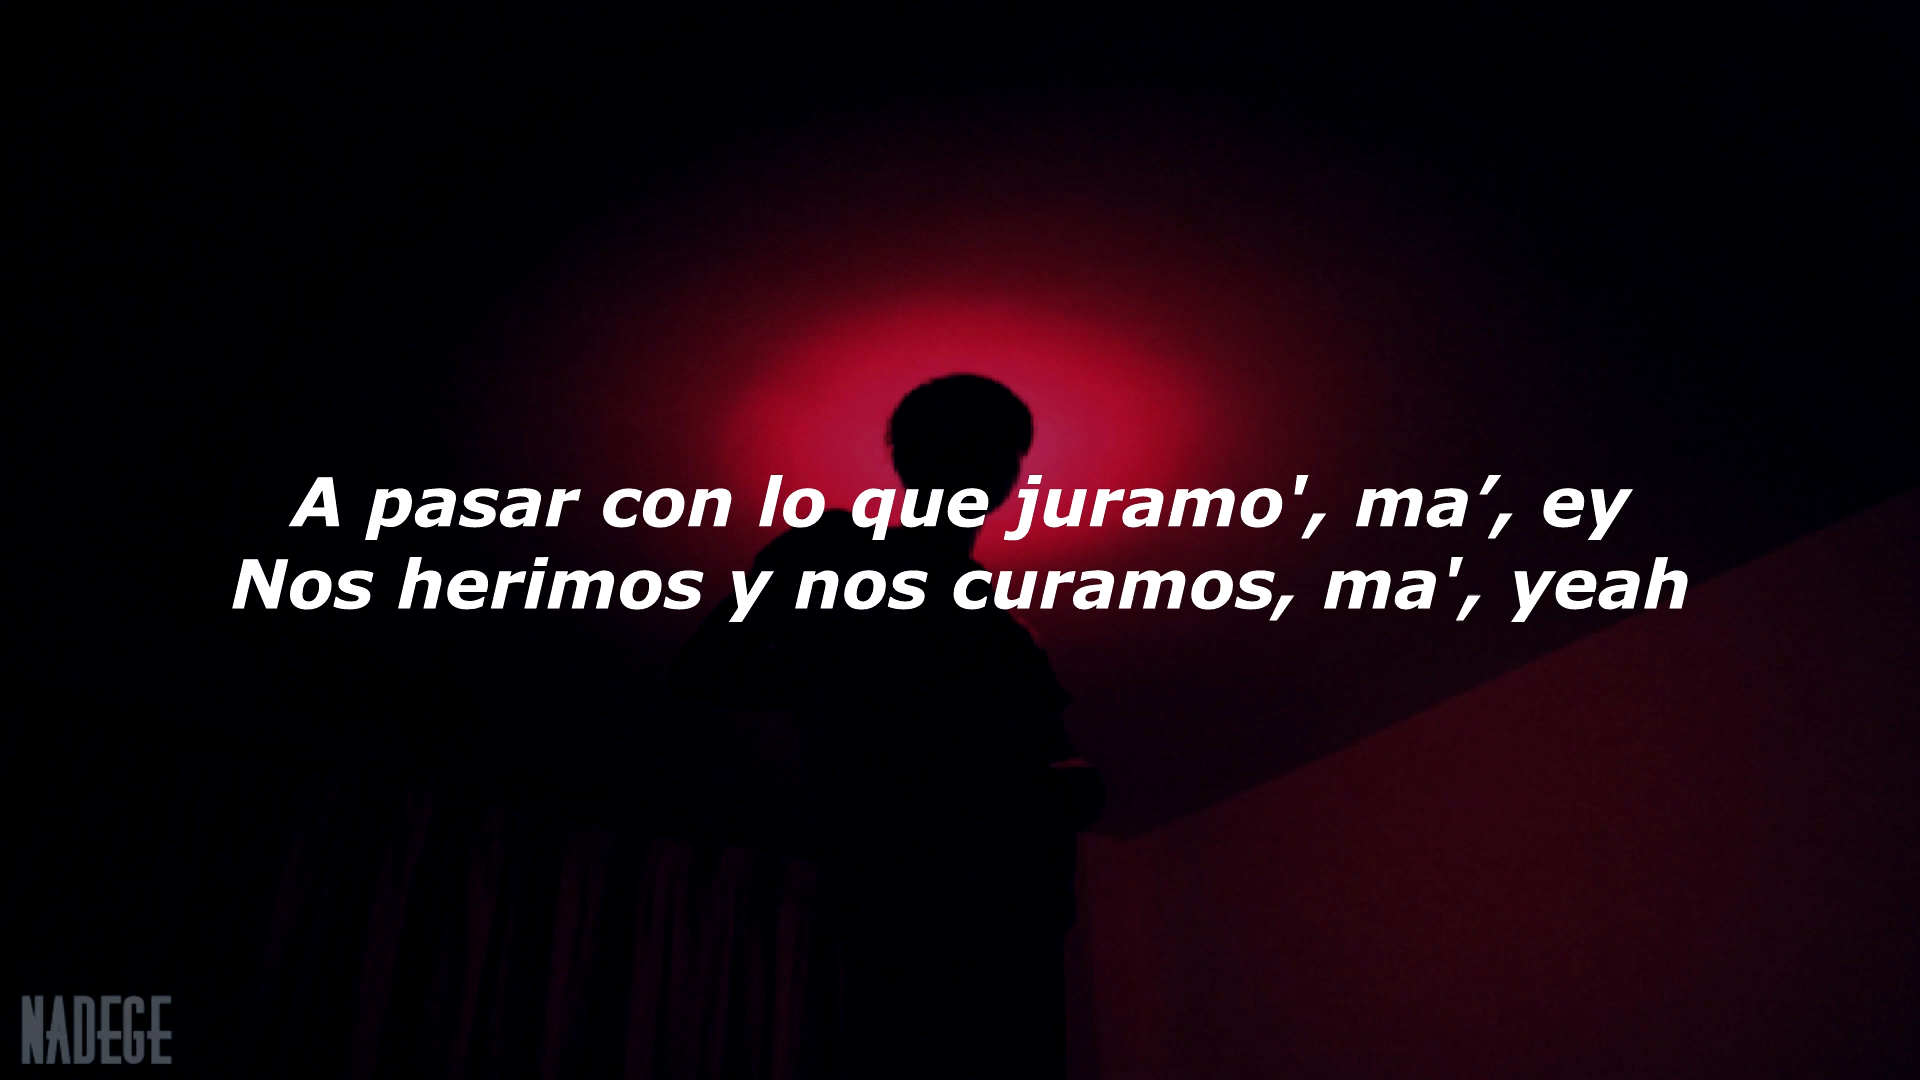 A pasar con lo que juramo', ma’, ey
Nos herimos y nos curamos, ma', yeah
NADEGE